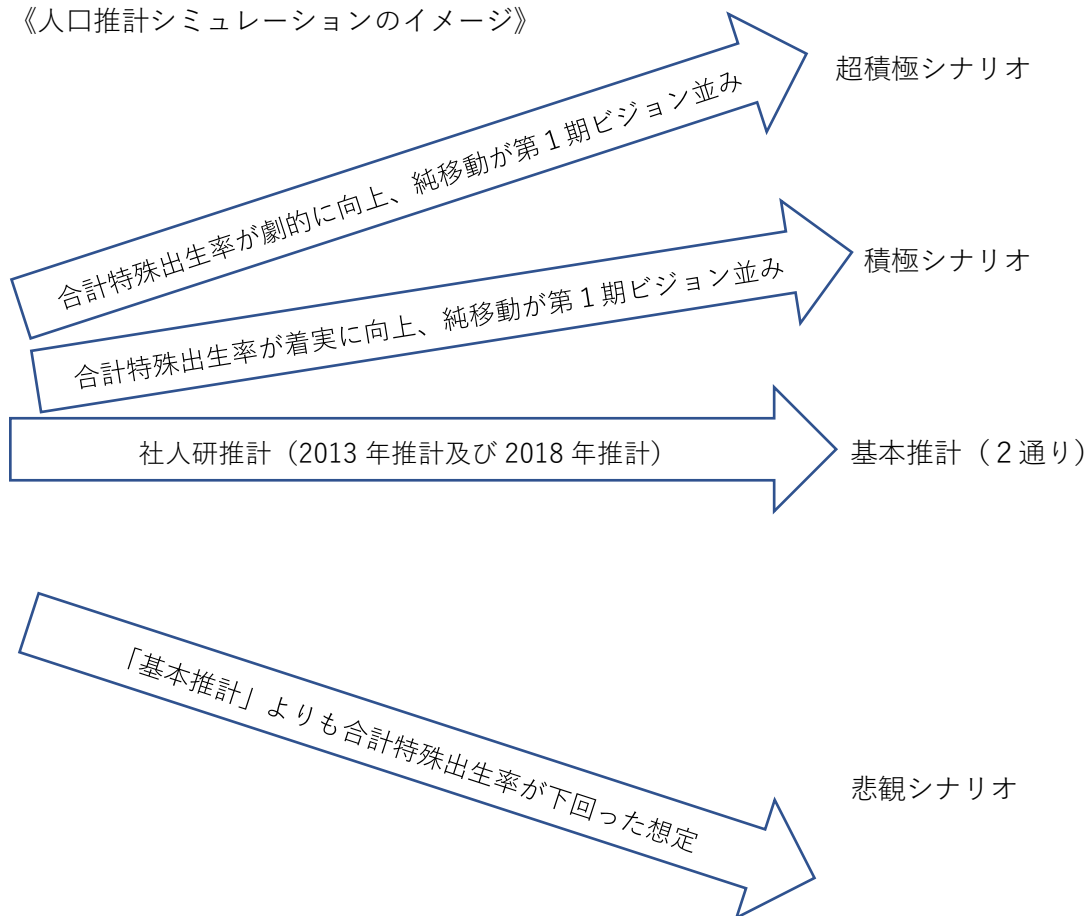 《人口推計シミュレーションのイメージ》
超積極シナリオ
合計特殊出生率が劇的に向上、純移動が第１期ビジョン並み
積極シナリオ
合計特殊出生率が着実に向上、純移動が第１期ビジョン並み
社人研推計（2013 年推計及び 2018 年推計）
基本推計（２通り）
「基本推計」よりも合計特殊出生率が下回った想定
悲観シナリオ